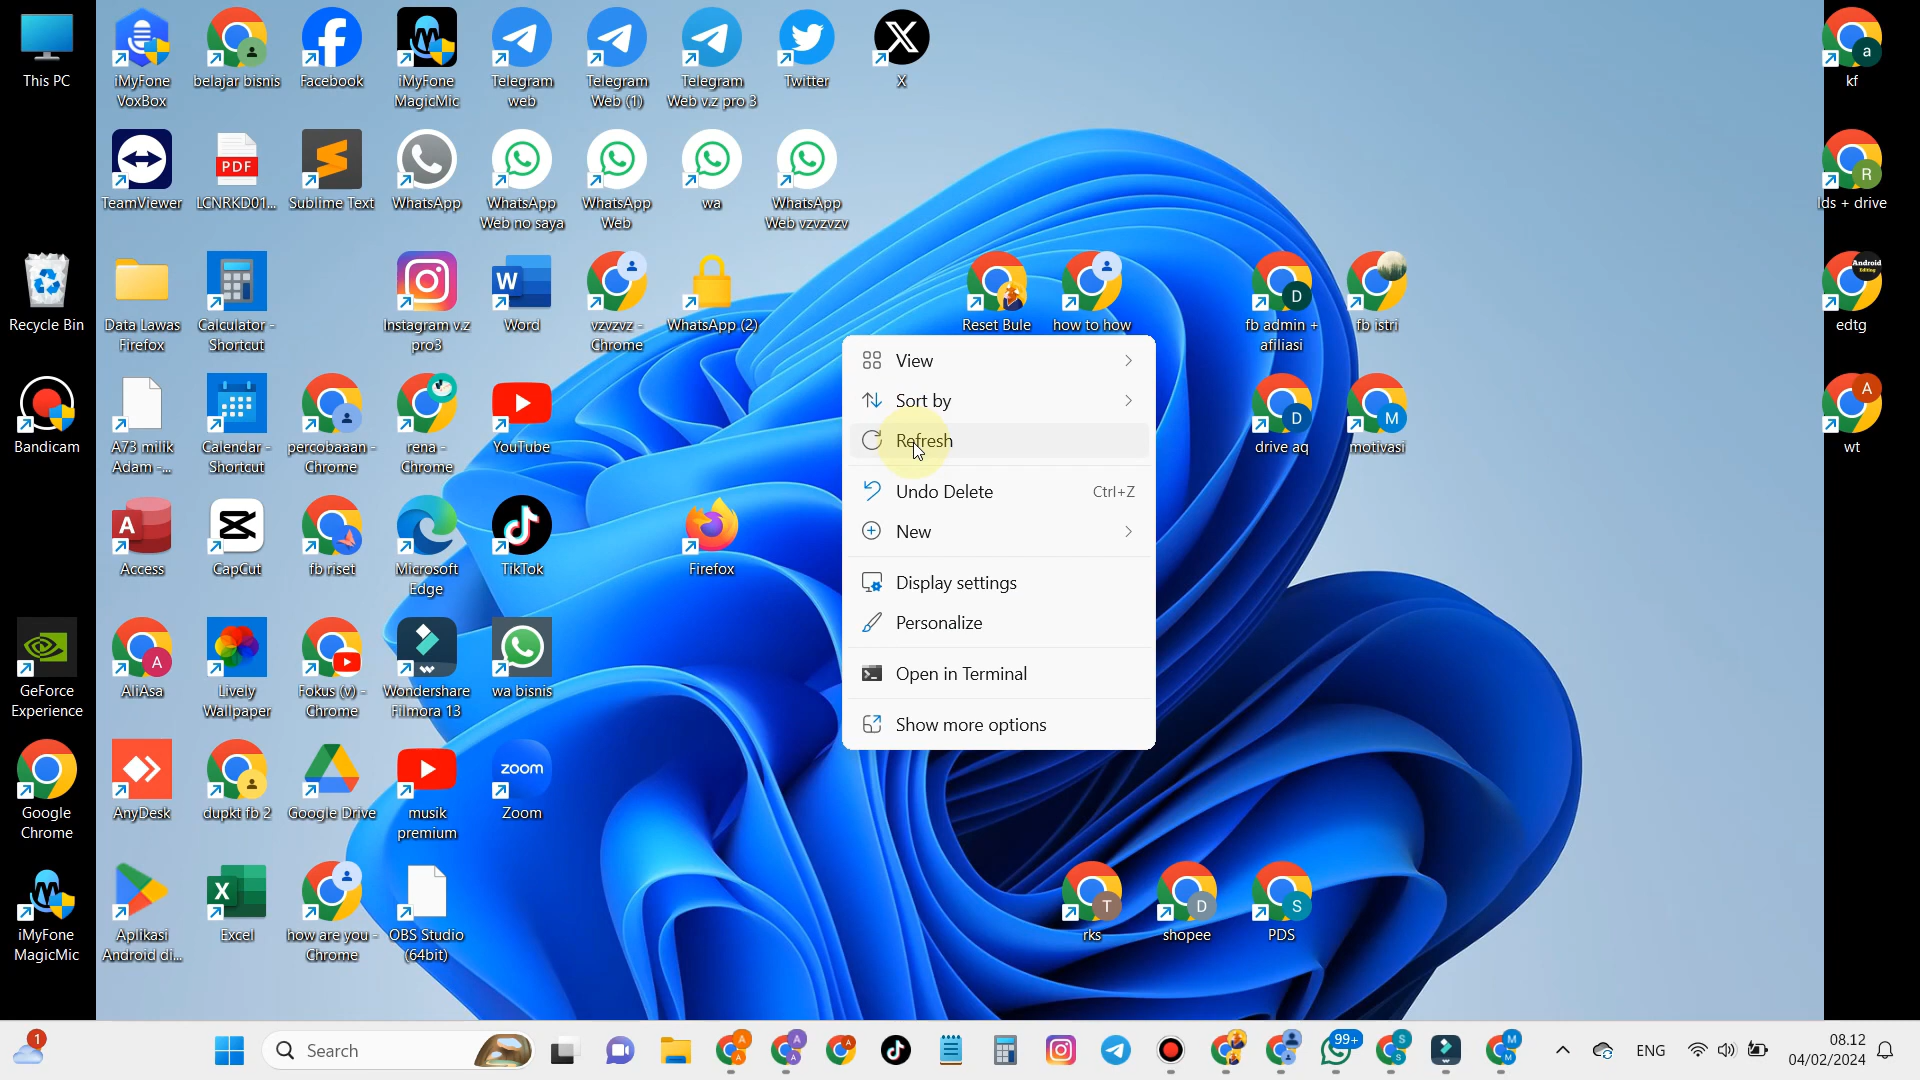 This PC
iMyFone
VoxBox
belajar bisnis
Facebook
iMyFone
MagicMic
Telegram
web
Telegram
Web (1)
Telegram
Web v.z pro 3
Twitter
X
a
kf
TeamViewer
PDF
LCNRKD01...
Sublime Text
WhatsApp
WhatsApp
Web no saya
WhatsApp
Web
wa
WhatsApp
Web vzvzvzv
R
lds + drive
Recycle Bin
Data Lawas
Firefox
Calculator -
Shortcut
Instagram v.z
pro3
W
Word
vzvzvz -
Chrome
WhatsApp (2)
Reset Bule
how to how
D
fb admin +
afiliasi
fb istri
Android
Editing
edtg
Bandicam
A73 milik
Adam -...
Calendar -
Shortcut
percobaaan -
Chrome
rena -
Chrome
YouTube
D
drive aq
M
motivasi
A
wt
A
Access
CapCut
fb riset
Microsoft
Edge
TikTok
Firefox
GeForce
Experience
A
AliAsa
Lively
Wallpaper
Fokus (v) -
Chrome
Wondershare
Filmora 13
wa bisnis
Google
Chrome
AnyDesk
dupkt fb 2
Google Drive
musik
premium
zoom
Zoom
iMyFone
MagicMic
Aplikasi
Android di...
X
Excel
how are you -
Chrome
OBS Studio
(64bit)
T
rks
D
shopee
S
PDS
View
Sort by
Refresh
Undo Delete Ctrl+Z
New
Display settings
Personalize
Open in Terminal
Show more options
1
Search
A
A
A
A
A
99+
S
S
M
M
ENG
08.12
04/02/2024